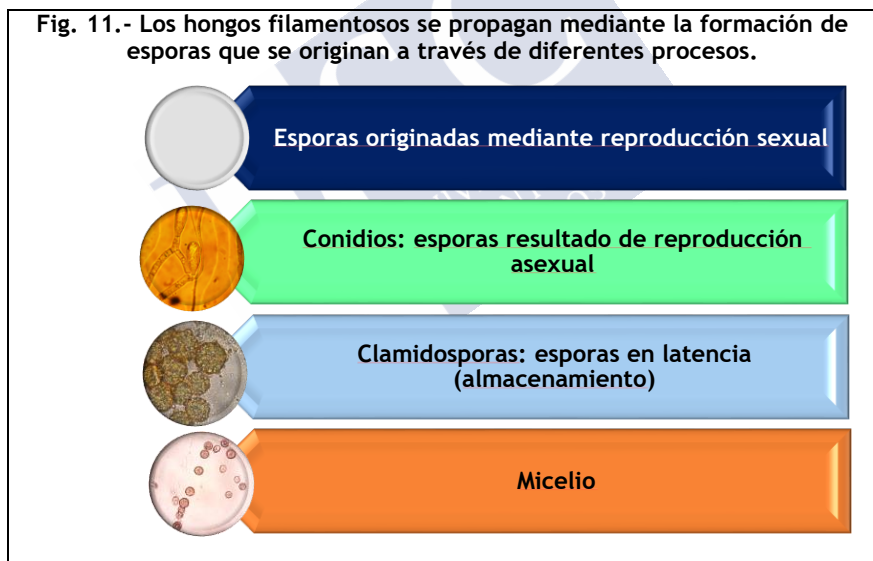 Fig. 11.- Los hongos filamentosos se propagan mediante la formación de
esporas que se originan a través de diferentes procesos.
Esporas originadas mediante reproducción sexual
Conidios: esporas resultado de reproducción
asexual
Clamidosporas: esporas en latencia
(almacenamiento)
Micelio